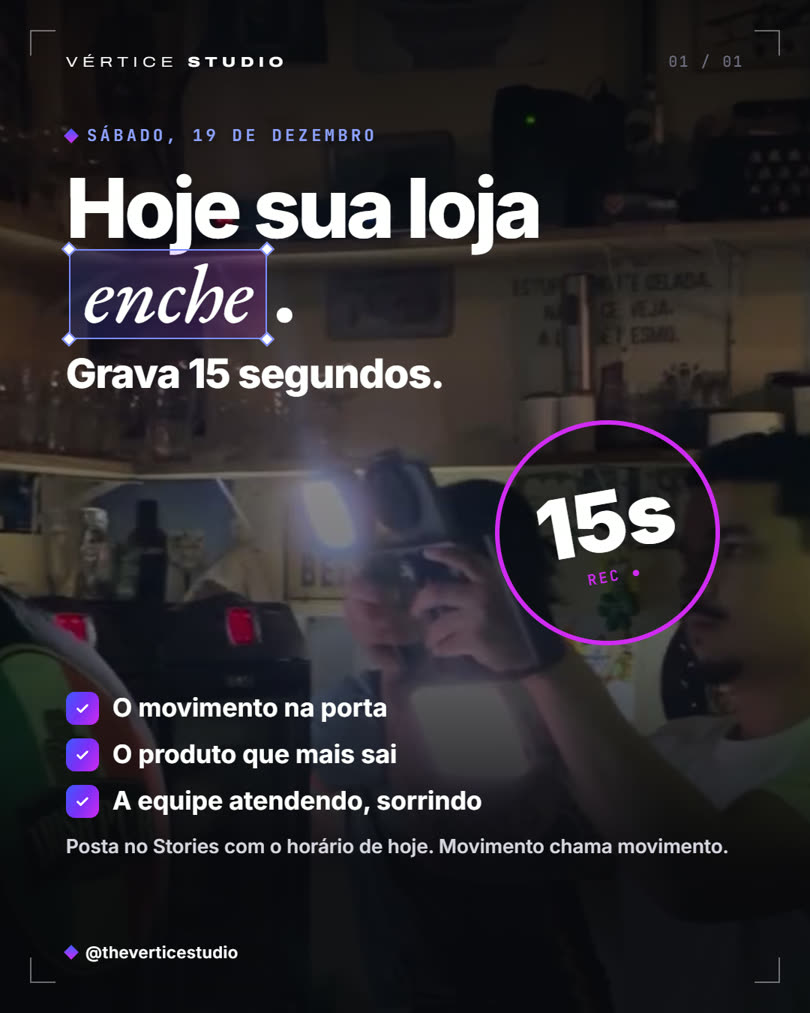 VÉRTICE STUDIO
01 / 01
SÁBADO, 19 DE DEZEMBRO
Hoje sua loja
enche.
Grava 15 segundos.
15s
REC
O movimento na porta
O produto que mais sai
A equipe atendendo, sorrindo
Posta no Stories com o horário de hoje. Movimento chama movimento.
@theverticestudio